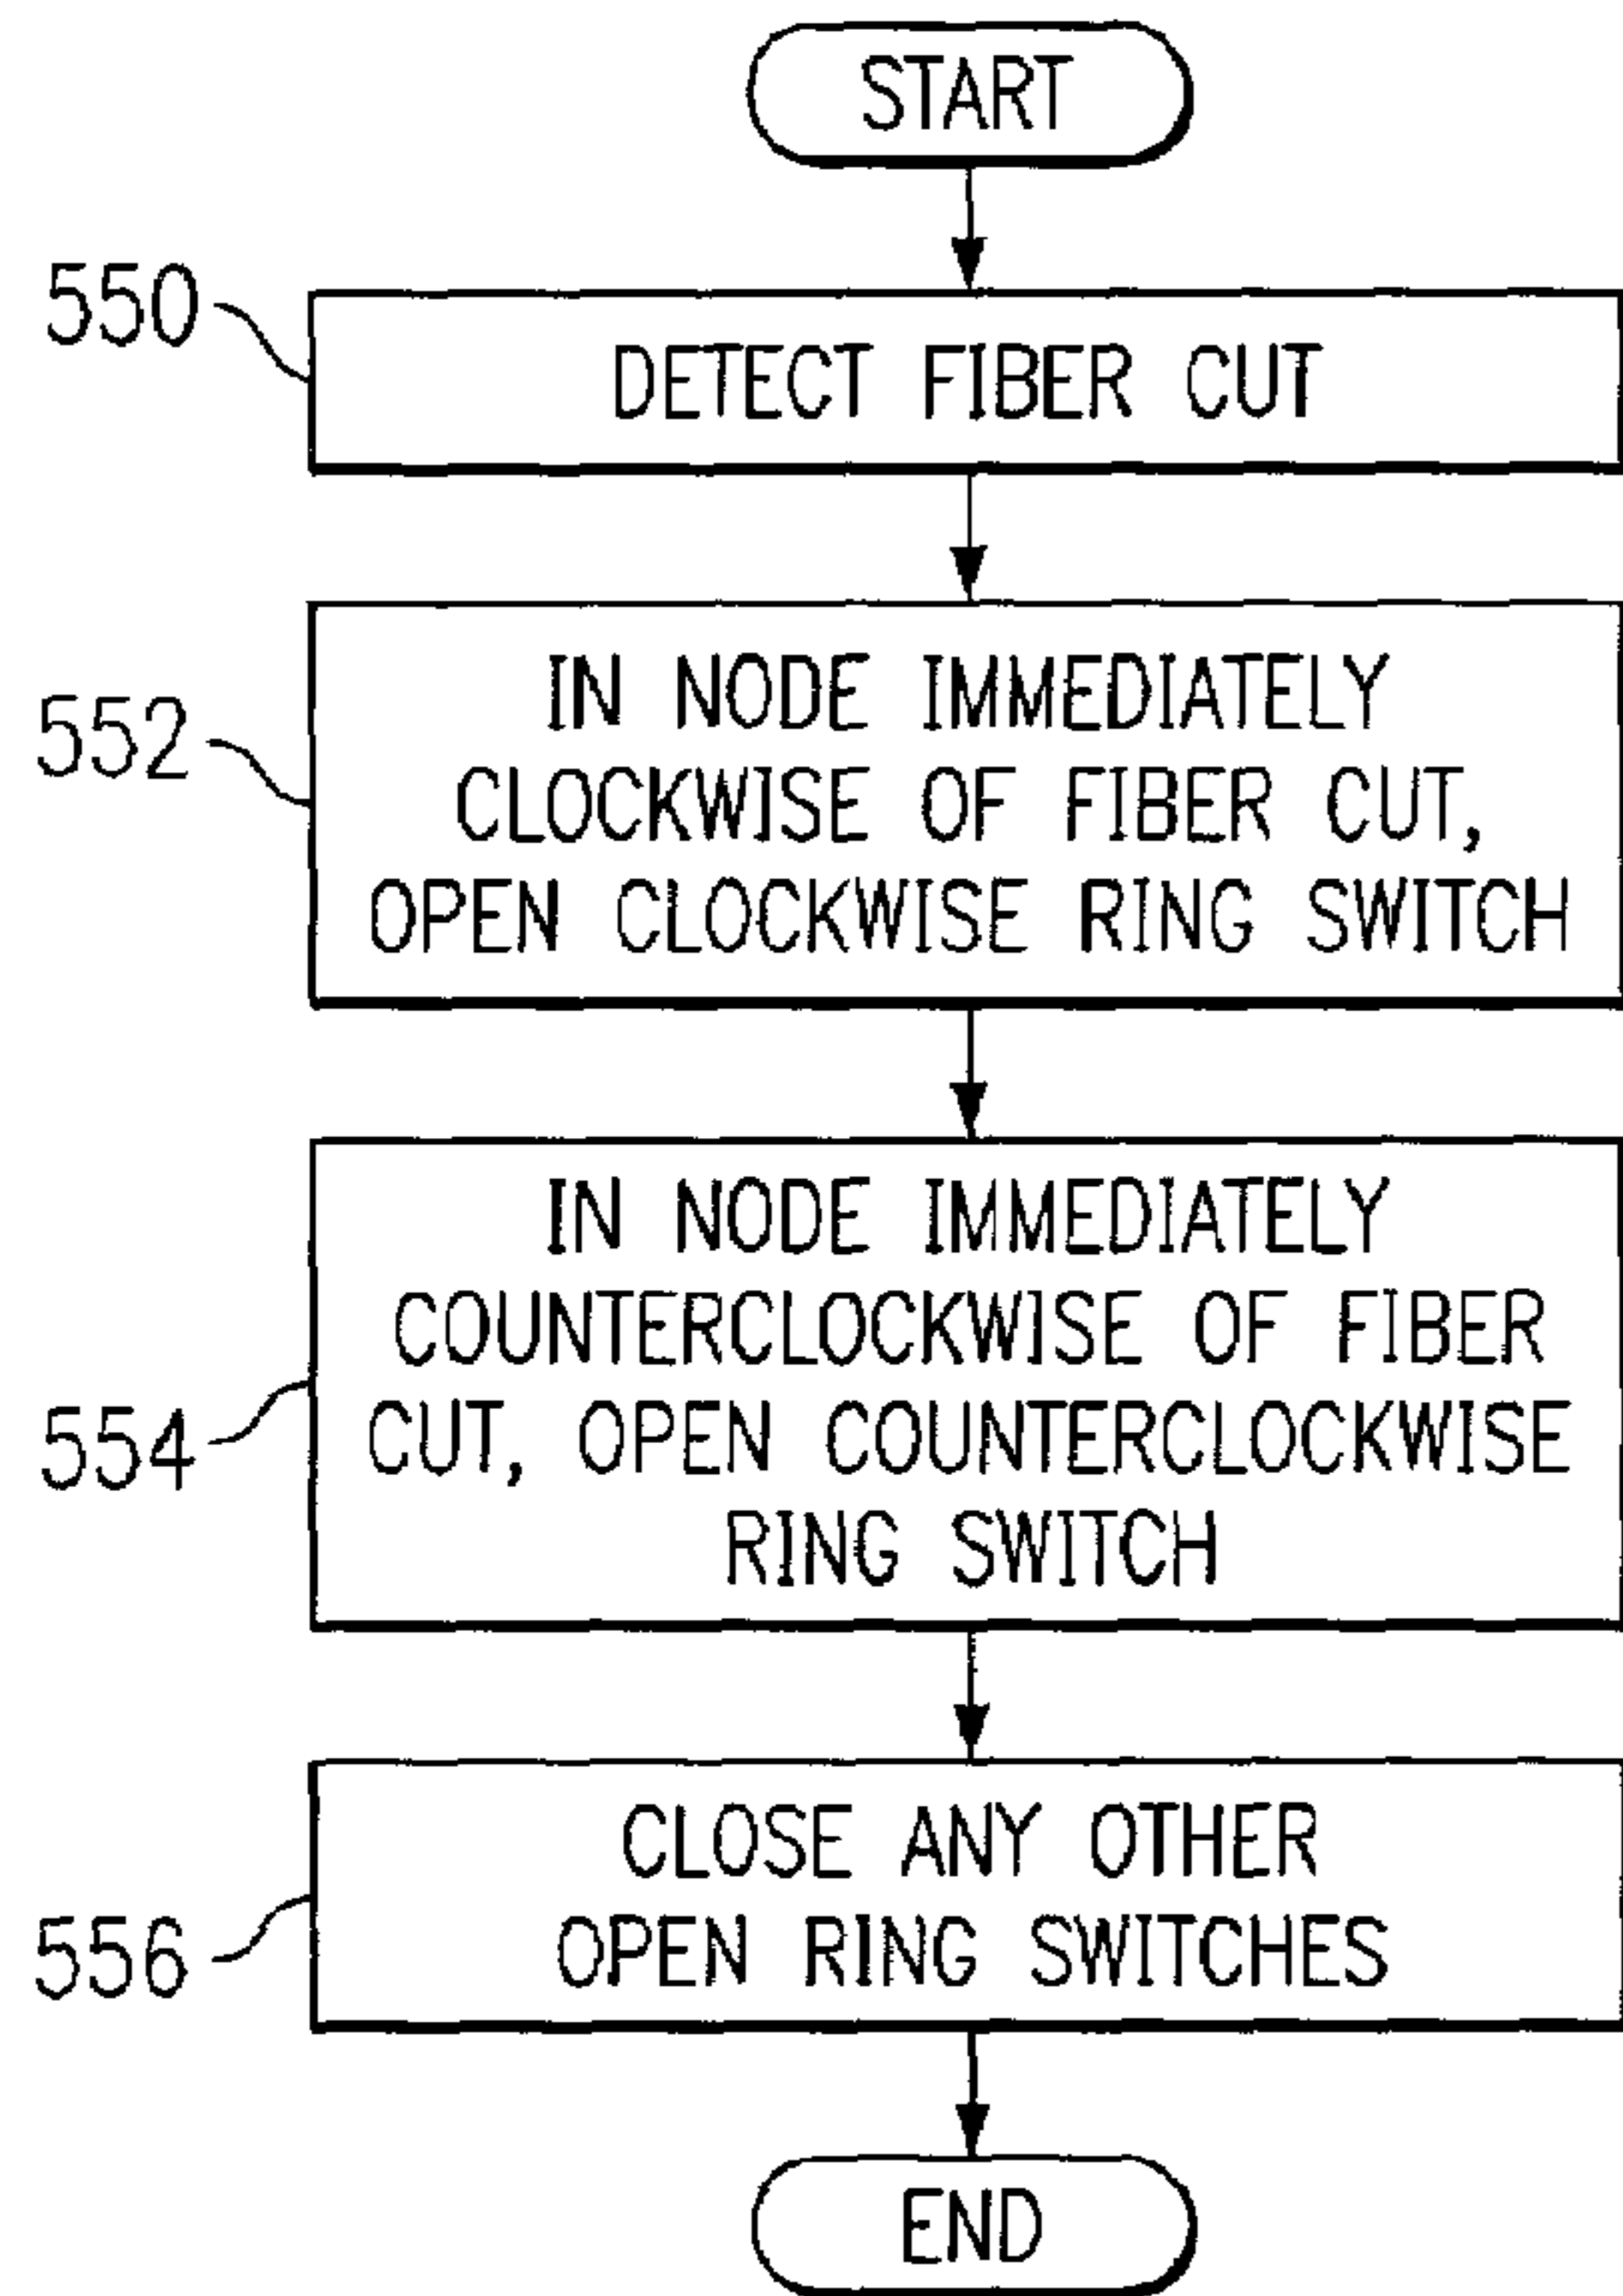 START
550
DETECT FIBER CUT
552
IN NODE IMMEDIATELY
CLOCKWISE OF FIBER CUT,
OPEN CLOCKWISE RING SWITCH
554
IN NODE IMMEDIATELY
COUNTERCLOCKWISE OF FIBER
CUT, OPEN COUNTERCLOCKWISE
RING SWITCH
556
CLOSE ANY OTHER
OPEN RING SWITCHES
END